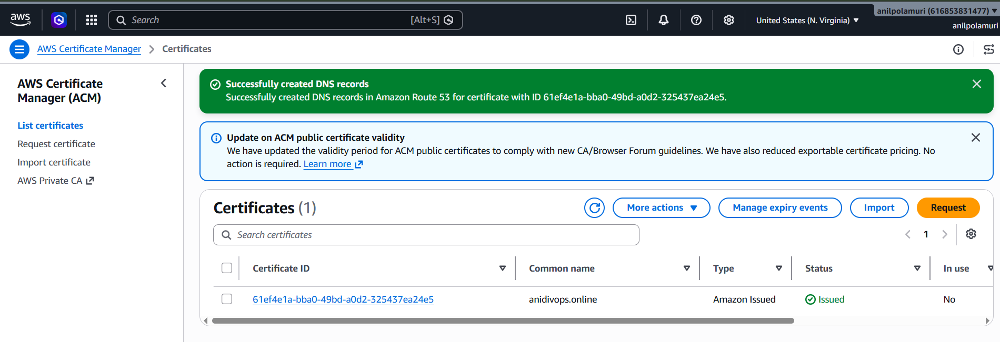 aws
Search
[Alt+S]
United States (N. Virginia)
anilpolamuri (616853831477)
anilpolamuri
AWS Certificate Manager
Certificates
AWS Certificate
Manager (ACM)
List certificates
Request certificate
Import certificate
AWS Private CA
Successfully created DNS records
Successfully created DNS records in Amazon Route 53 for certificate with ID 61ef4e1a-bba0-49bd-a0d2-325437ea24e5.
Update on ACM public certificate validity
We have updated the validity period for ACM public certificates to comply with new CA/Browser Forum guidelines. We have also reduced exportable certificate pricing. No
action is required. Learn more
Certificates (1)
More actions
Manage expiry events
Import
Request
Search certificates
1
Certificate ID
Common name
Type
Status
In use
61ef4e1a-bba0-49bd-a0d2-325437ea24e5
anidivops.online
Amazon Issued
Issued
No